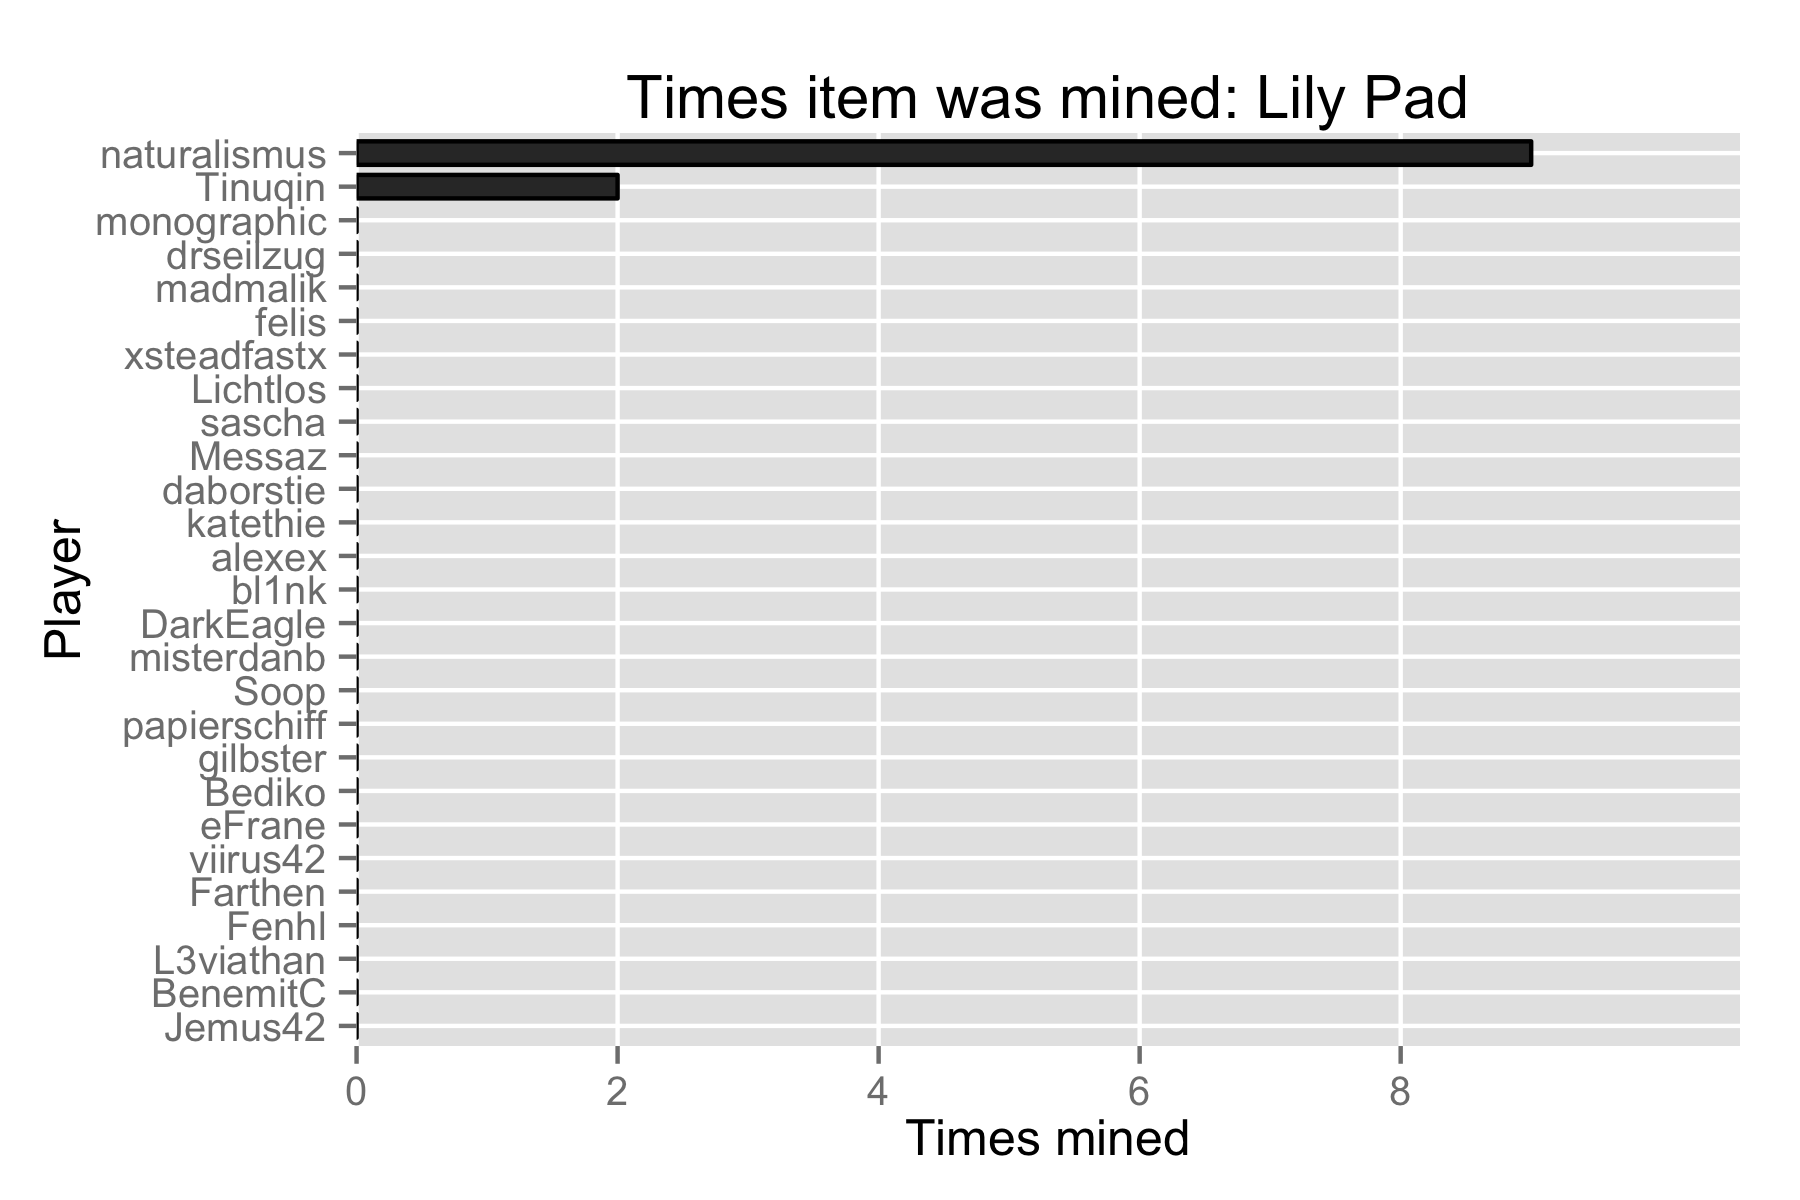 Times item was mined: Lily Pad
naturalismus
Tinuqin
monographic
drseilzug
madmalik
felis
xsteadfastx
Lichtlos
sascha
Messaz
daborstie
katethie
alexex
bl1nk
DarkEagle
misterdanb
Soop
papierschiff
gilbster
Bediko
eFrane
viirus42
Farthen
Fenhl
L3viathan
BenemitC
Jemus42
Player
0 2 4 6 8
Times mined